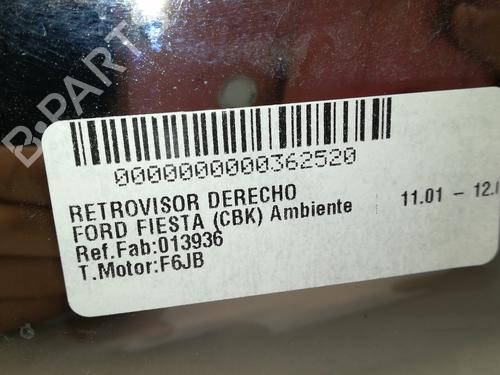 B-PART
0000000000362520
RETROVISOR DERECHO
FORD FIESTA (CBK) Ambiente 11.01 - 12.
Ref.Fab:013936
T.Motor:F6JB